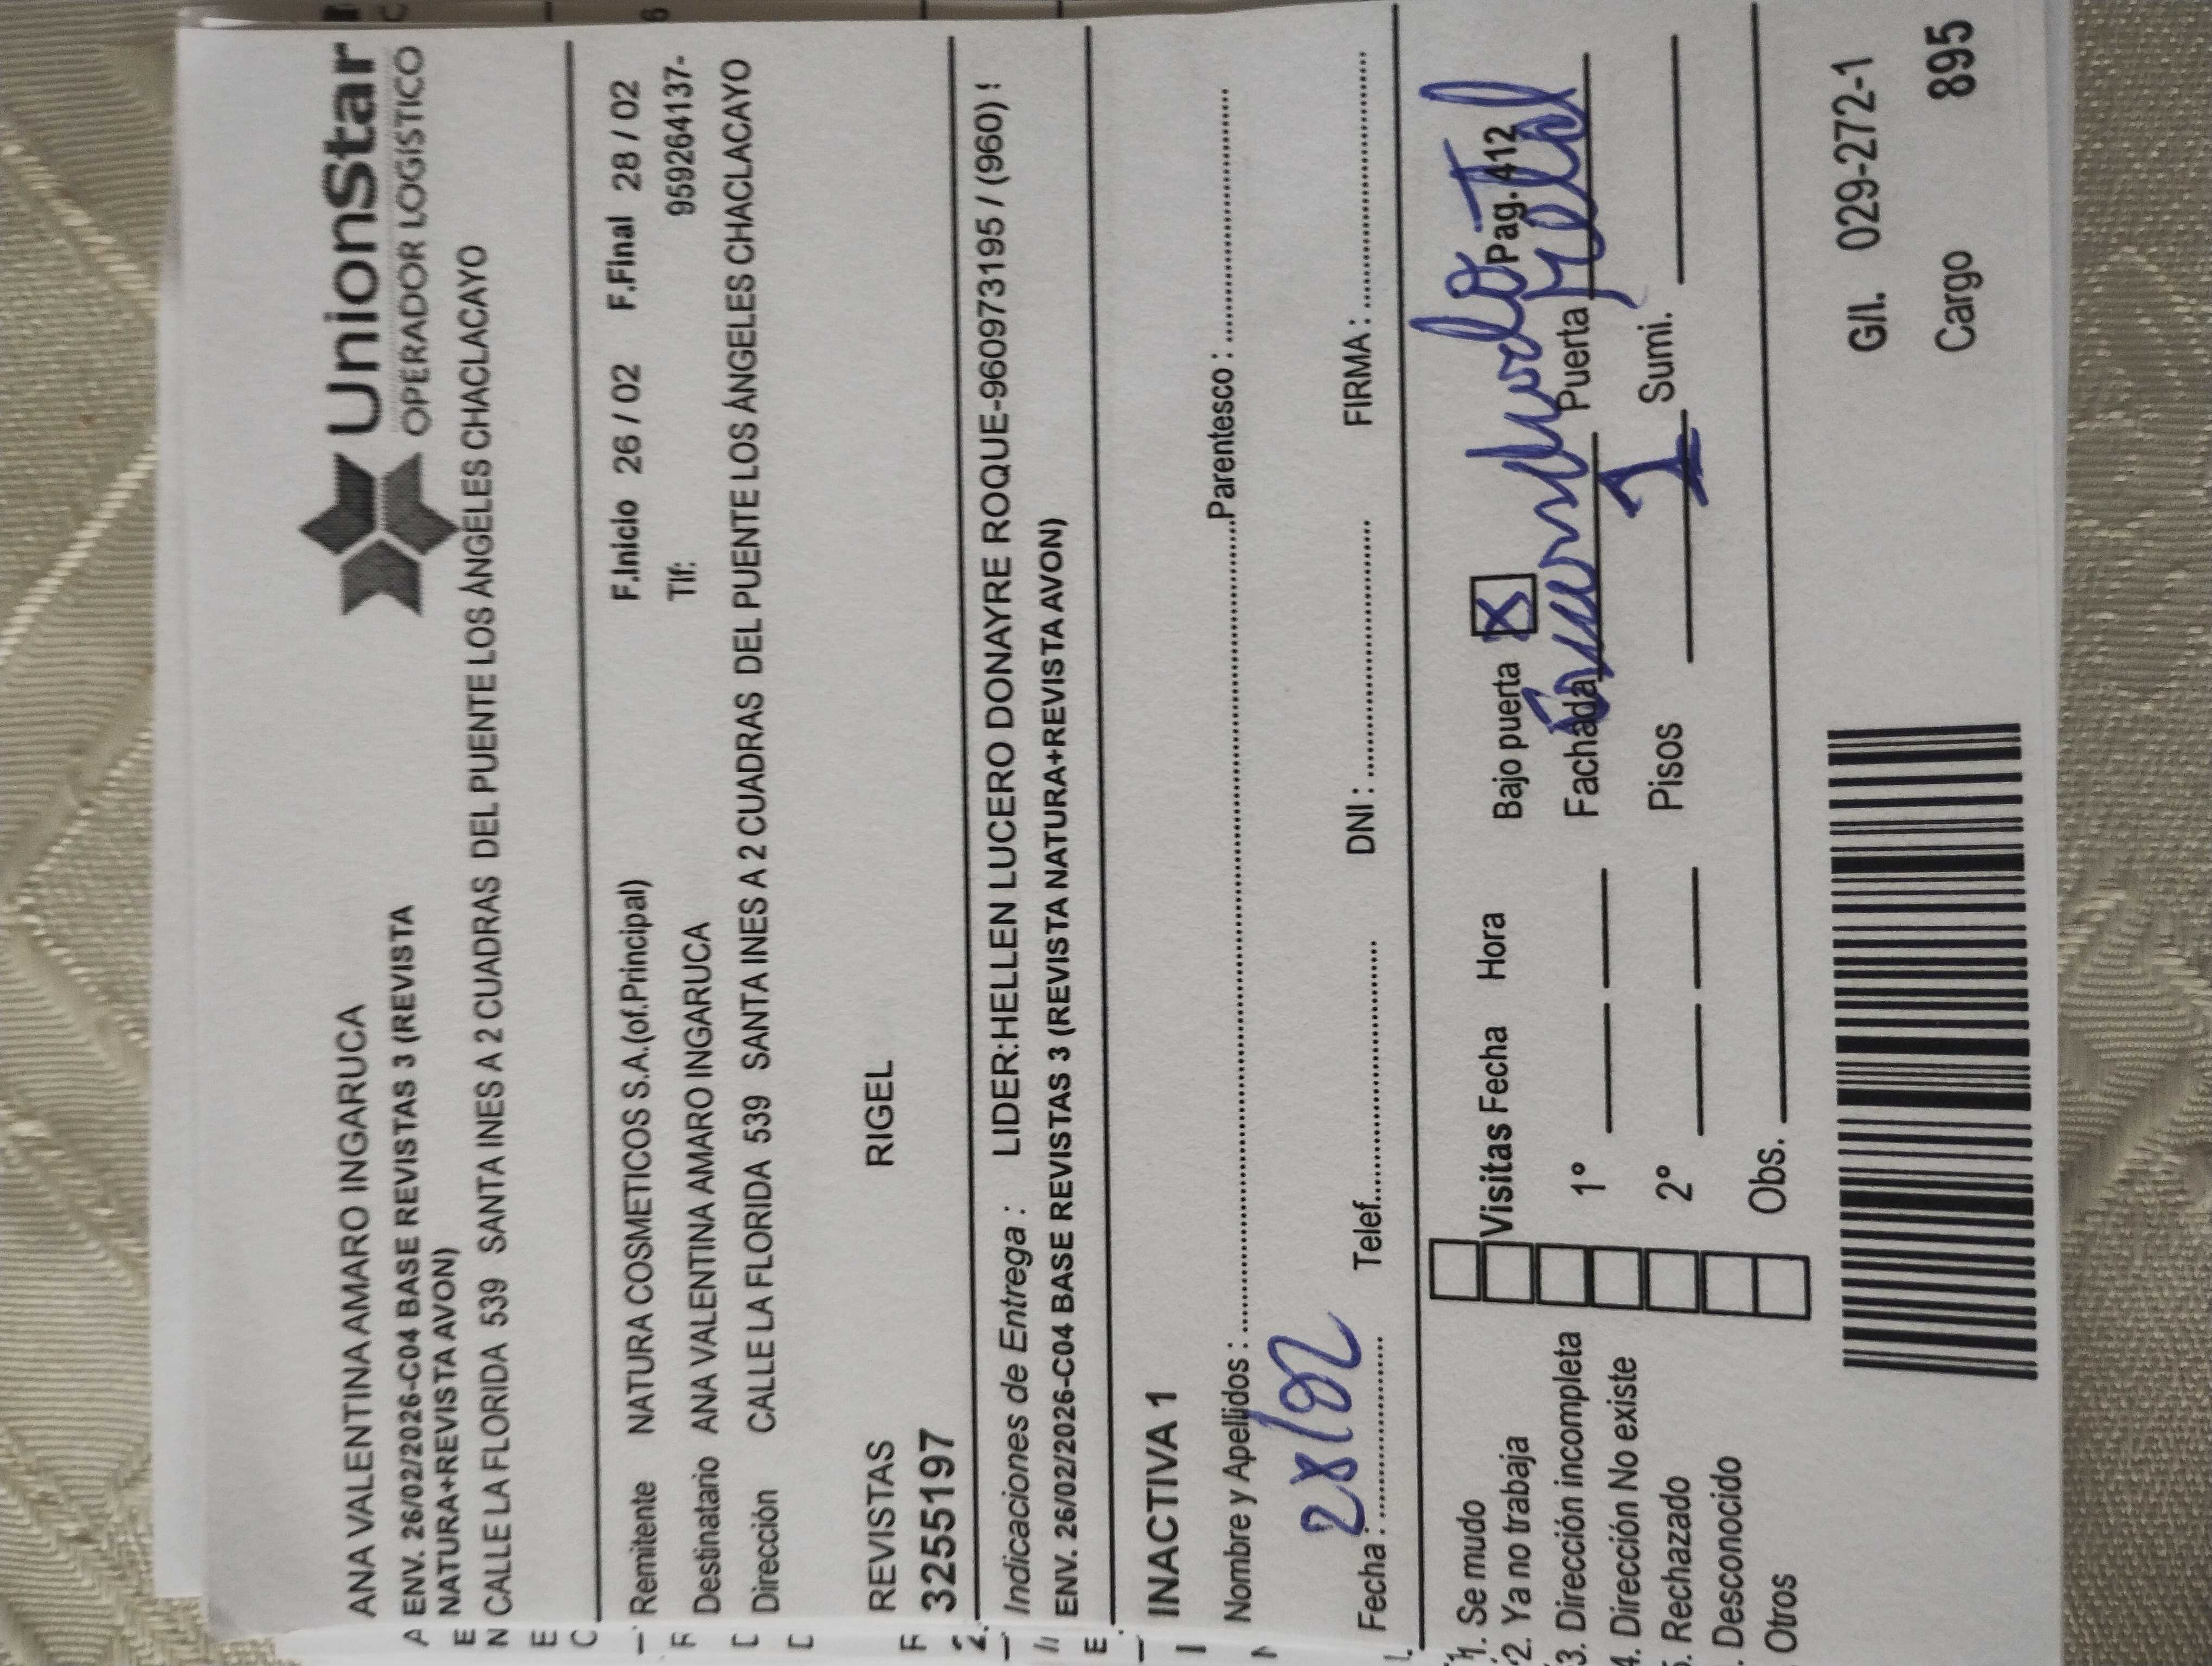 UnionStar
OPERADOR LOGÍSTICO
ANA VALENTINA AMARO INGARUCA
ENV. 26/02/2026-C04 BASE REVISTAS 3 (REVISTA
NATURA+REVISTA AVON)
CALLE LA FLORIDA 539 SANTA INES A 2 CUADRAS DEL PUENTE LOS ÁNGELES CHACLACAYO
F.Inicio 26 / 02 F.Final 28 / 02
Remitente NATURA COSMETICOS S.A.(of.Principal) Tlf: 959264137-
Destinatario ANA VALENTINA AMARO INGARUCA
Dirección CALLE LA FLORIDA 539 SANTA INES A 2 CUADRAS DEL PUENTE LOS ÁNGELES CHACLACAYO
REVISTAS RIGEL
3255197
Indicaciones de Entrega : LIDER:HELLEN LUCERO DONAYRE ROQUE-960973195 / (960) !
ENV. 26/02/2026-C04 BASE REVISTAS 3 (REVISTA NATURA+REVISTA AVON)
INACTIVA 1
Nombre y Apellidos : Parentesco :
28/02
Fecha : Telef. DNI : FIRMA :
1. Se mudo
2. Ya no trabaja
3. Dirección incompleta
4. Dirección No existe
. Rechazado
. Desconocido
Otros
Visitas Fecha Hora
1°
2°
Obs.
Bajo puerta X
Pag. 412
Fachada Puerta Metal
Pisos 1 Sumi.
G/l. 029-272-1
Cargo 895